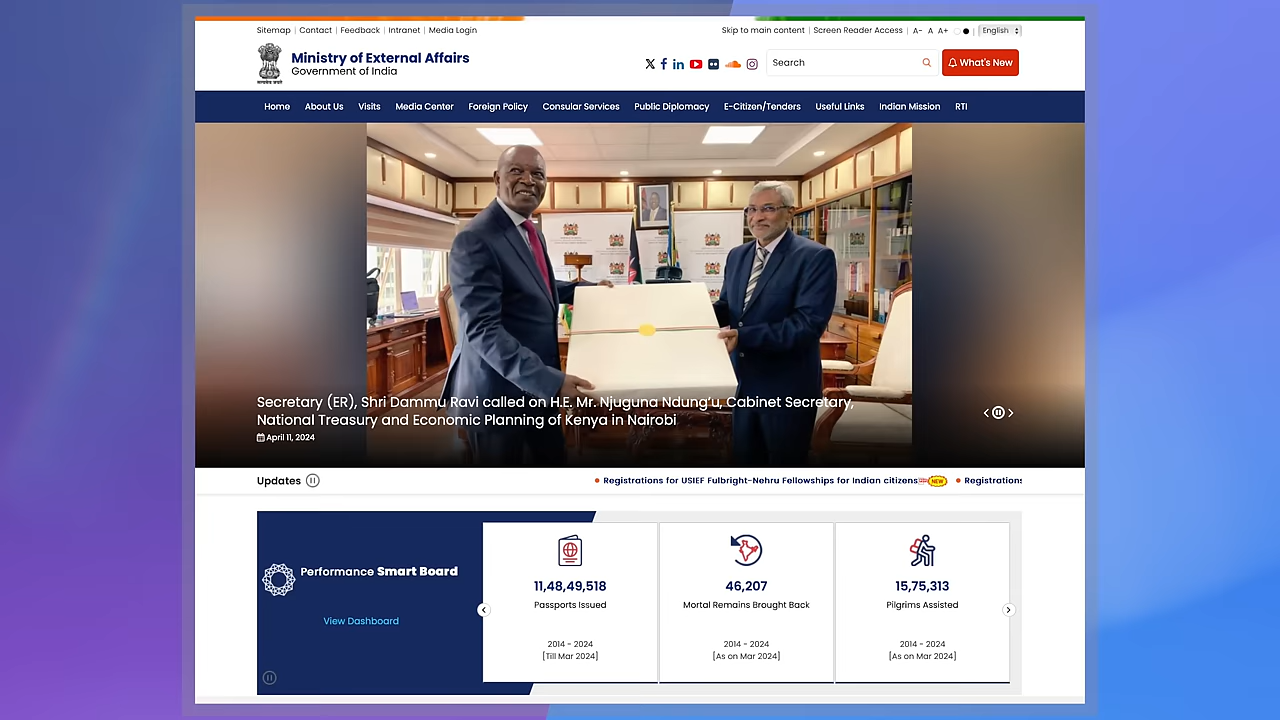 Sitemap | Contact | Feedback | Intranet | Media Login
Skip to main content | Screen Reader Access | A- A A+ | English
Ministry of External Affairs
Government of India
Search
What's New
Home About Us Visits Media Center Foreign Policy Consular Services Public Diplomacy E-Citizen/Tenders Useful Links Indian Mission RTI
Secretary (ER), Shri Dammu Ravi called on H.E. Mr. Njuguna Ndung'u, Cabinet Secretary,
National Treasury and Economic Planning of Kenya in Nairobi
April 11, 2024
Updates
Registrations for USIEF Fulbright-Nehru Fellowships for Indian citizens NEW Registrations
Performance Smart Board
View Dashboard
11,48,49,518
Passports Issued
2014 - 2024
[Till Mar 2024]
46,207
Mortal Remains Brought Back
2014 - 2024
[As on Mar 2024]
15,75,313
Pilgrims Assisted
2014 - 2024
[As on Mar 2024]